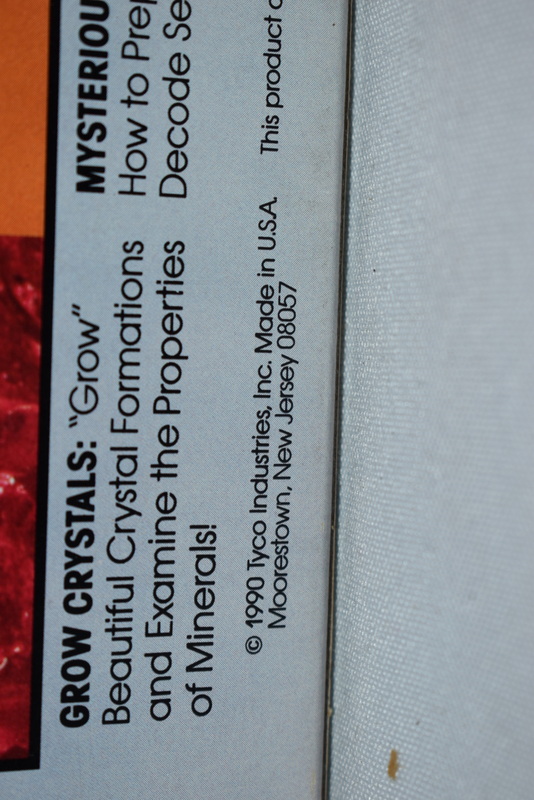 GROW CRYSTALS: “Grow”
Beautiful Crystal Formations
and Examine the Properties
of Minerals!
MYSTERIOU
How to Prep
Decode Se
© 1990 Tyco Industries, Inc. Made in U.S.A.
Moorestown, New Jersey 08057
This product